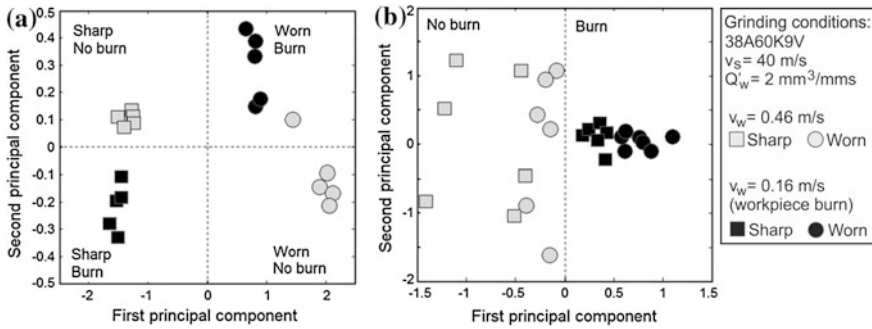 (a)
Sharp
No burn
Worn
Burn
Sharp
Burn
Worn
No burn
Second principal component
0.5
0.4
0.3
0.2
0.1
0
-0.1
-0.2
-0.3
-0.4
-0.5
-2
-1
0
1
2
First principal component
(b)
No burn
Burn
Second principal component
2
1
0
-1
-2
-1.5
-1
-0.5
0
0.5
1
1.5
First principal component
Grinding conditions:
38A60K9V
vS= 40 m/s
Q'w= 2 mm³/mms
vw= 0.46 m/s
Sharp Worn
vw= 0.16 m/s
(workpiece burn)
Sharp Worn